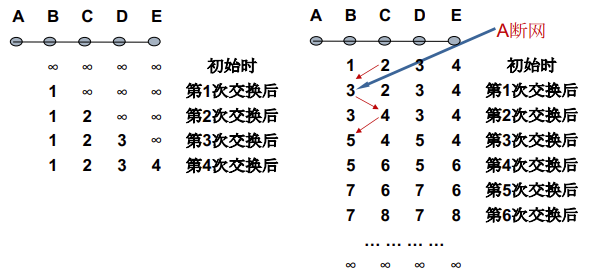 A B C D E
∞ ∞ ∞ ∞ 初始时
1 ∞ ∞ ∞ 第1次交换后
1 2 ∞ ∞ 第2次交换后
1 2 3 ∞ 第3次交换后
1 2 3 4 第4次交换后
A B C D E
A断网
1 2 3 4 初始时
3 2 3 4 第1次交换后
3 4 3 4 第2次交换后
5 4 5 4 第3次交换后
5 6 5 6 第4次交换后
7 6 7 6 第5次交换后
7 8 7 8 第6次交换后
… … … …
∞ ∞ ∞ ∞